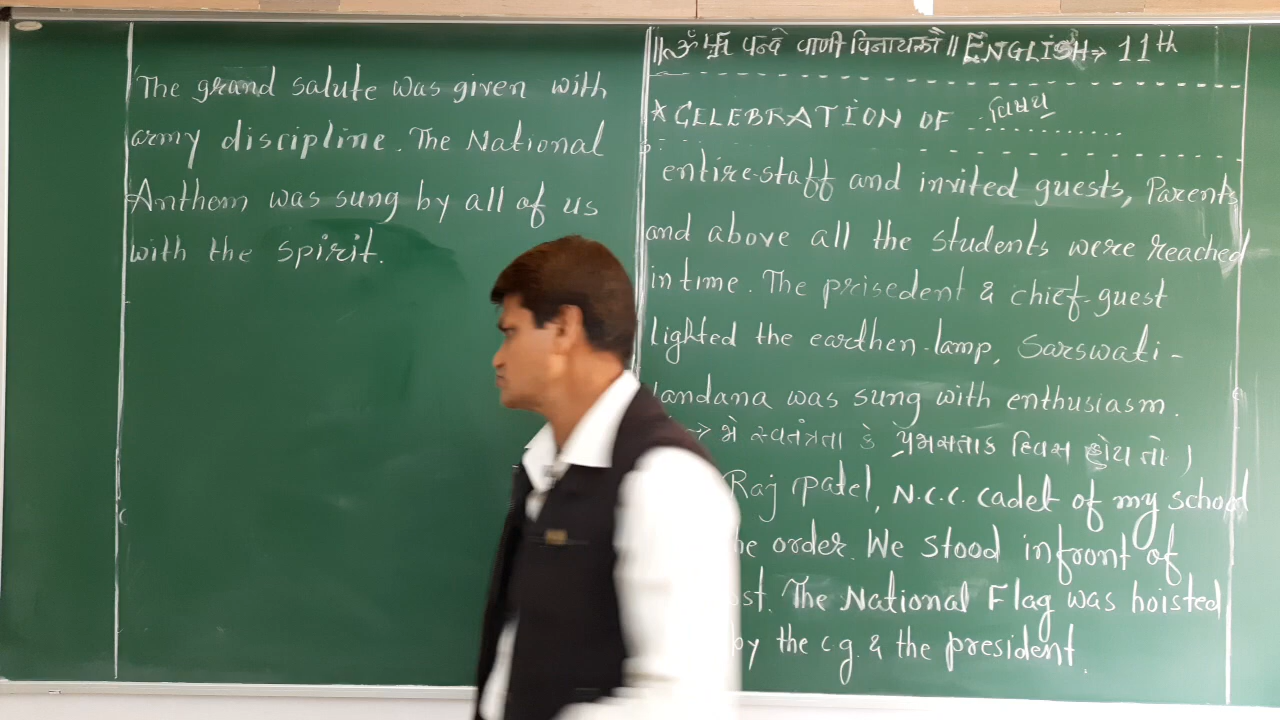 The grand salute was given with
army discipline. The National
Anthem was sung by all of us
with the spirit.
॥ ॐ 卐 वन्दे वाणी विनायकौ ॥ ENGLISH → 11th
* CELEBRATION OF ............
entire-staff and invited guests, Parents
and above all the students were reached
in time. The prisedent & chief-guest
lighted the earthen-lamp, Sarswati-
Vandana was sung with enthusiasm.
Raj Patel, N.C.C. cadet of my school
order. We stood infront of
The National Flag was hoisted
by the c.g. & the president.